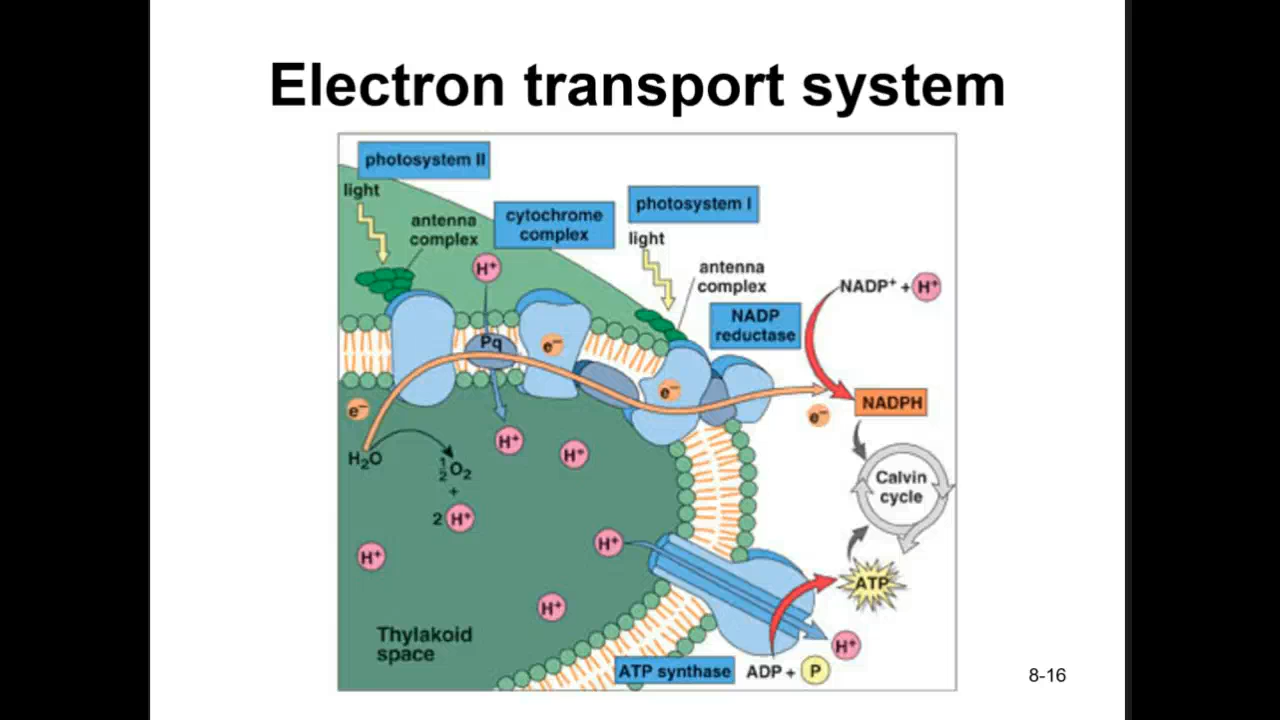 Electron transport system
photosystem II
light
antenna
complex
cytochrome
complex
photosystem I
light
antenna
complex
H⁺
NADP⁺ + H⁺
NADP
reductase
Pq
e⁻
e⁻
e⁻
e⁻
NADPH
H₂O
½O₂
+
2 H⁺
H⁺
H⁺
Calvin
cycle
H⁺
H⁺
H⁺
ATP
Thylakoid
space
H⁺
ATP synthase
ADP + P
8-16